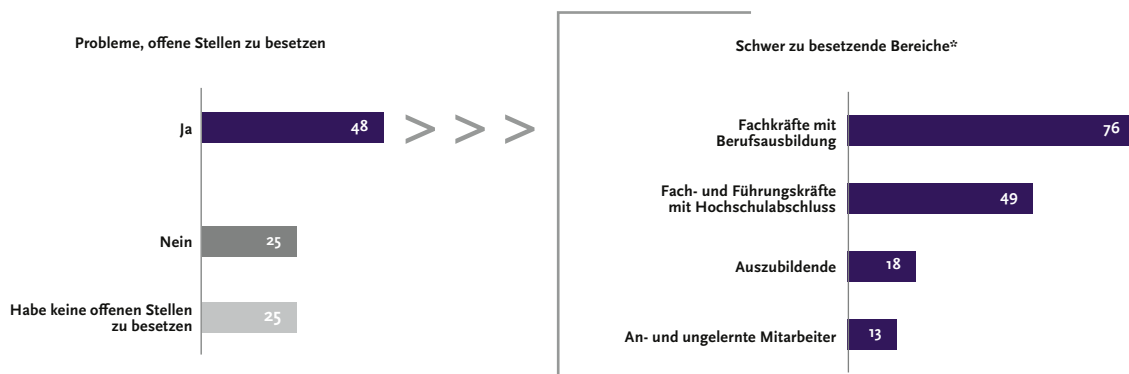 Probleme, offene Stellen zu besetzen
Ja
48
> > >
Nein
25
Habe keine offenen Stellen
zu besetzen
25
Schwer zu besetzende Bereiche*
Fachkräfte mit
Berufsausbildung
76
Fach- und Führungskräfte
mit Hochschulabschluss
49
Auszubildende
18
An- und ungelernte Mitarbeiter
13